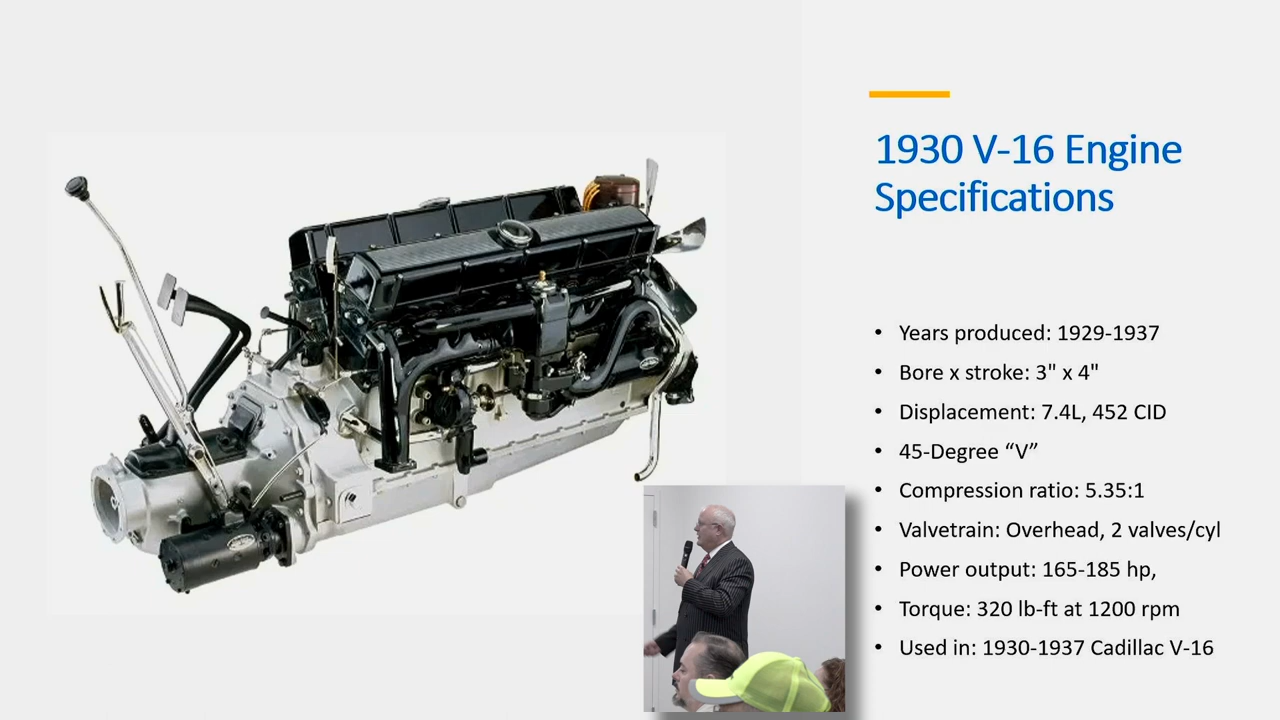 1930 V-16 Engine
Specifications
• Years produced: 1929-1937
• Bore x stroke: 3" x 4"
• Displacement: 7.4L, 452 CID
• 45-Degree “V”
• Compression ratio: 5.35:1
• Valvetrain: Overhead, 2 valves/cyl
• Power output: 165-185 hp,
• Torque: 320 lb-ft at 1200 rpm
• Used in: 1930-1937 Cadillac V-16